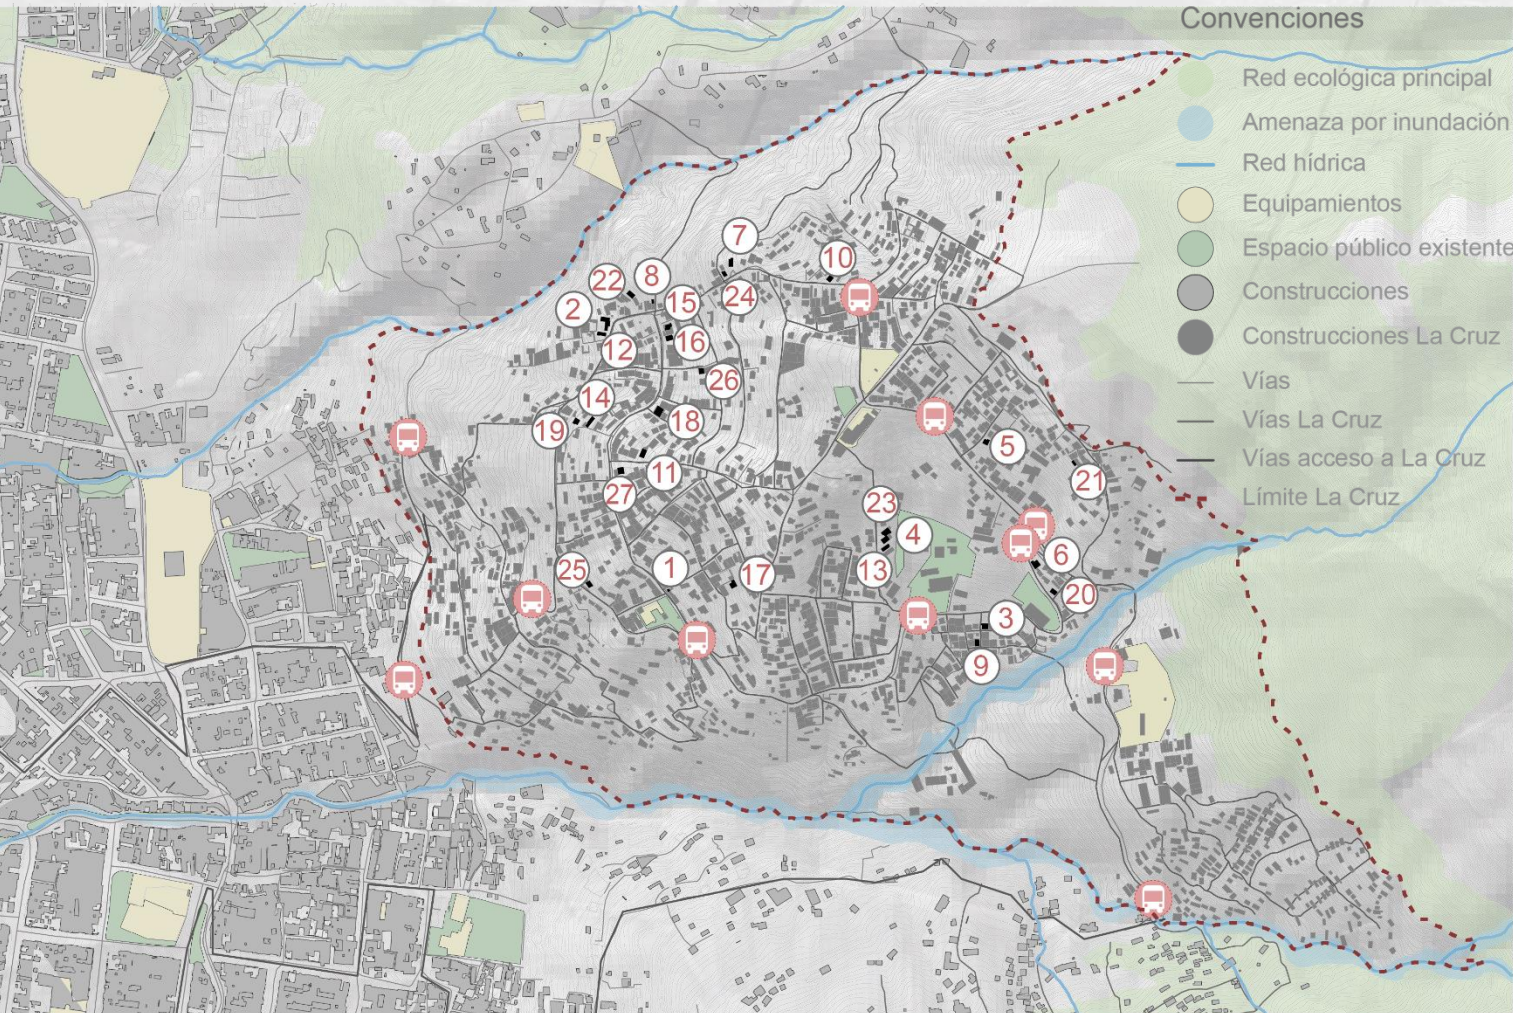 Convenciones
Red ecológica principal
Amenaza por inundación
Red hídrica
Equipamientos
Espacio público existente
Construcciones
Construcciones La Cruz
Vías
Vías La Cruz
Vías acceso a La Cruz
Límite La Cruz
7
10
22
8
2
15
24
12
16
26
14
19
18
5
11
21
27
23
4
6
25
1
17
13
20
3
9